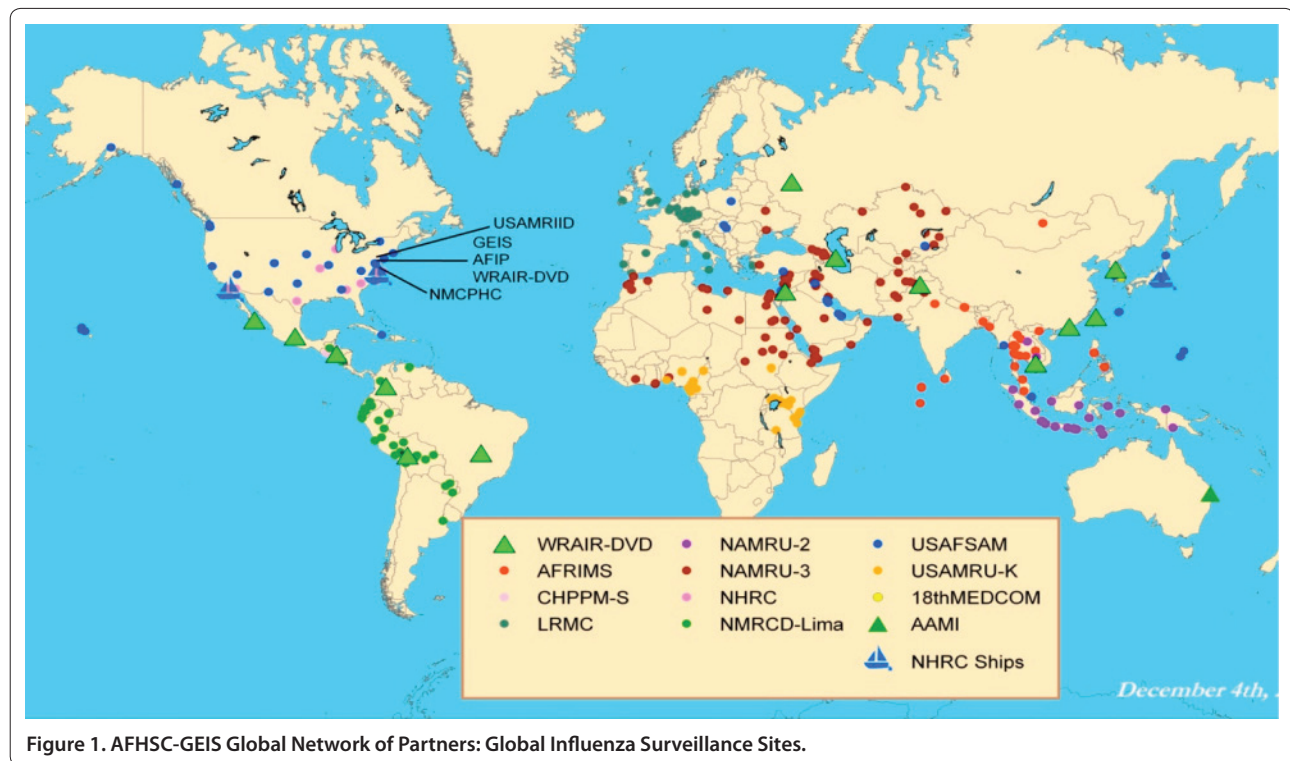 USAMRIID
GEIS
AFIP
WRAIR-DVD
NMCPHC
WRAIR-DVD
AFRIMS
CHPPM-S
LRMC
NAMRU-2
NAMRU-3
NHRC
NMRCD-Lima
USAFSAM
USAMRU-K
18thMEDCOM
AAMI
NHRC Ships
December 4th,
Figure 1. AFHSC-GEIS Global Network of Partners: Global Influenza Surveillance Sites.